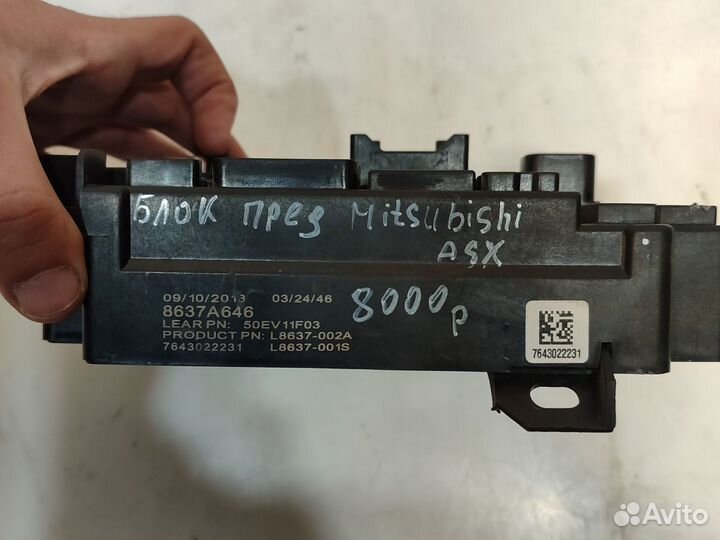 БЛОК ПРЕД Mitsubishi
ASX
8000р
09/10/2013 03/24/46
8637A646
LEAR PN: 50EV11F03
PRODUCT PN: L8637-002A
7643022231 L8637-001S
7643022231
Avito